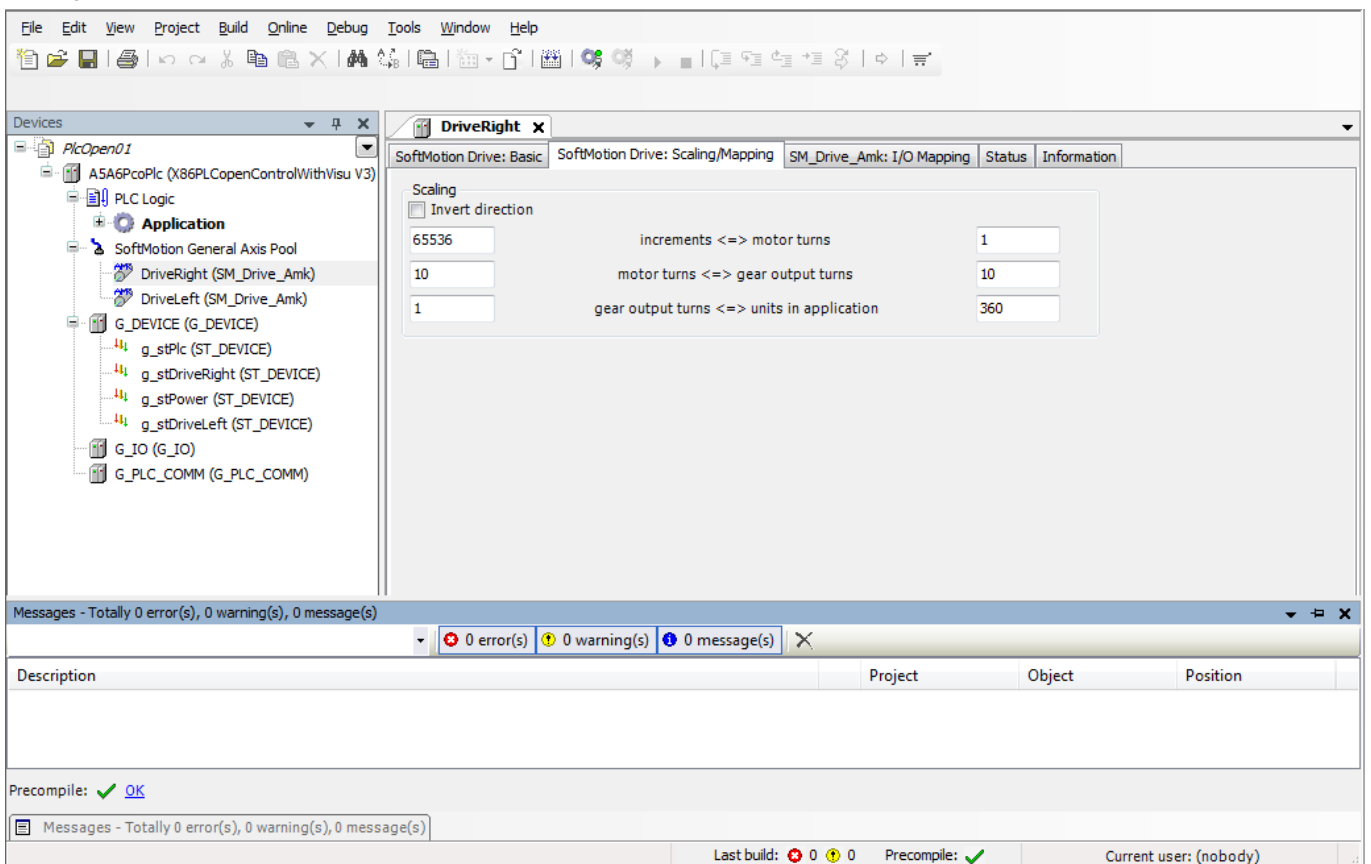 File Edit View Project Build Online Debug Tools Window Help
Devices
PlcOpen01
A5A6PcoPlc (X86PLCopenControlWithVisu V3)
PLC Logic
Application
SoftMotion General Axis Pool
DriveRight (SM_Drive_Amk)
DriveLeft (SM_Drive_Amk)
G_DEVICE (G_DEVICE)
g_stPlc (ST_DEVICE)
g_stDriveRight (ST_DEVICE)
g_stPower (ST_DEVICE)
g_stDriveLeft (ST_DEVICE)
G_IO (G_IO)
G_PLC_COMM (G_PLC_COMM)
DriveRight
SoftMotion Drive: Basic SoftMotion Drive: Scaling/Mapping SM_Drive_Amk: I/O Mapping Status Information
Scaling
Invert direction
65536 increments <=> motor turns 1
10 motor turns <=> gear output turns 10
1 gear output turns <=> units in application 360
Messages - Totally 0 error(s), 0 warning(s), 0 message(s)
0 error(s) 0 warning(s) 0 message(s)
Description Project Object Position
Precompile: OK
Messages - Totally 0 error(s), 0 warning(s), 0 message(s)
Last build: 0 0 Precompile: Current user: (nobody)